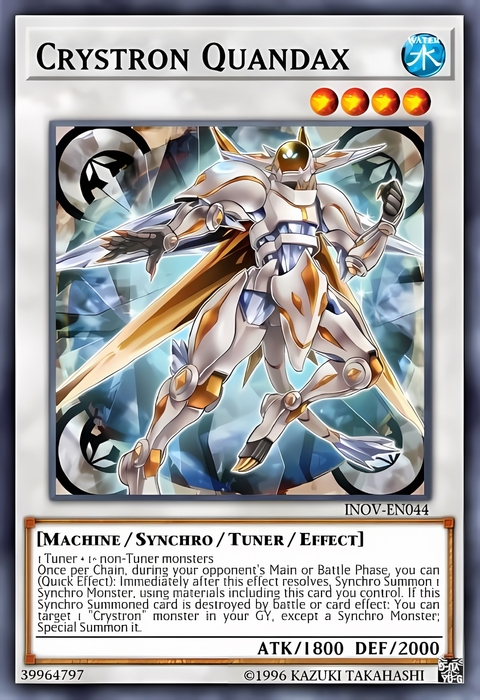 CRYSTRON QUANDAX
WATER
水
INOV-EN044
[MACHINE / SYNCHRO / TUNER / EFFECT]
1 Tuner + 1+ non-Tuner monsters
Once per Chain, during your opponent's Main or Battle Phase, you can
(Quick Effect): Immediately after this effect resolves, Synchro Summon 1
Synchro Monster, using materials including this card you control. If this
Synchro Summoned card is destroyed by battle or card effect: You can
target 1 "Crystron" monster in your GY, except a Synchro Monster;
Special Summon it.
ATK/1800 DEF/2000
39964797
©1996 KAZUKI TAKAHASHI